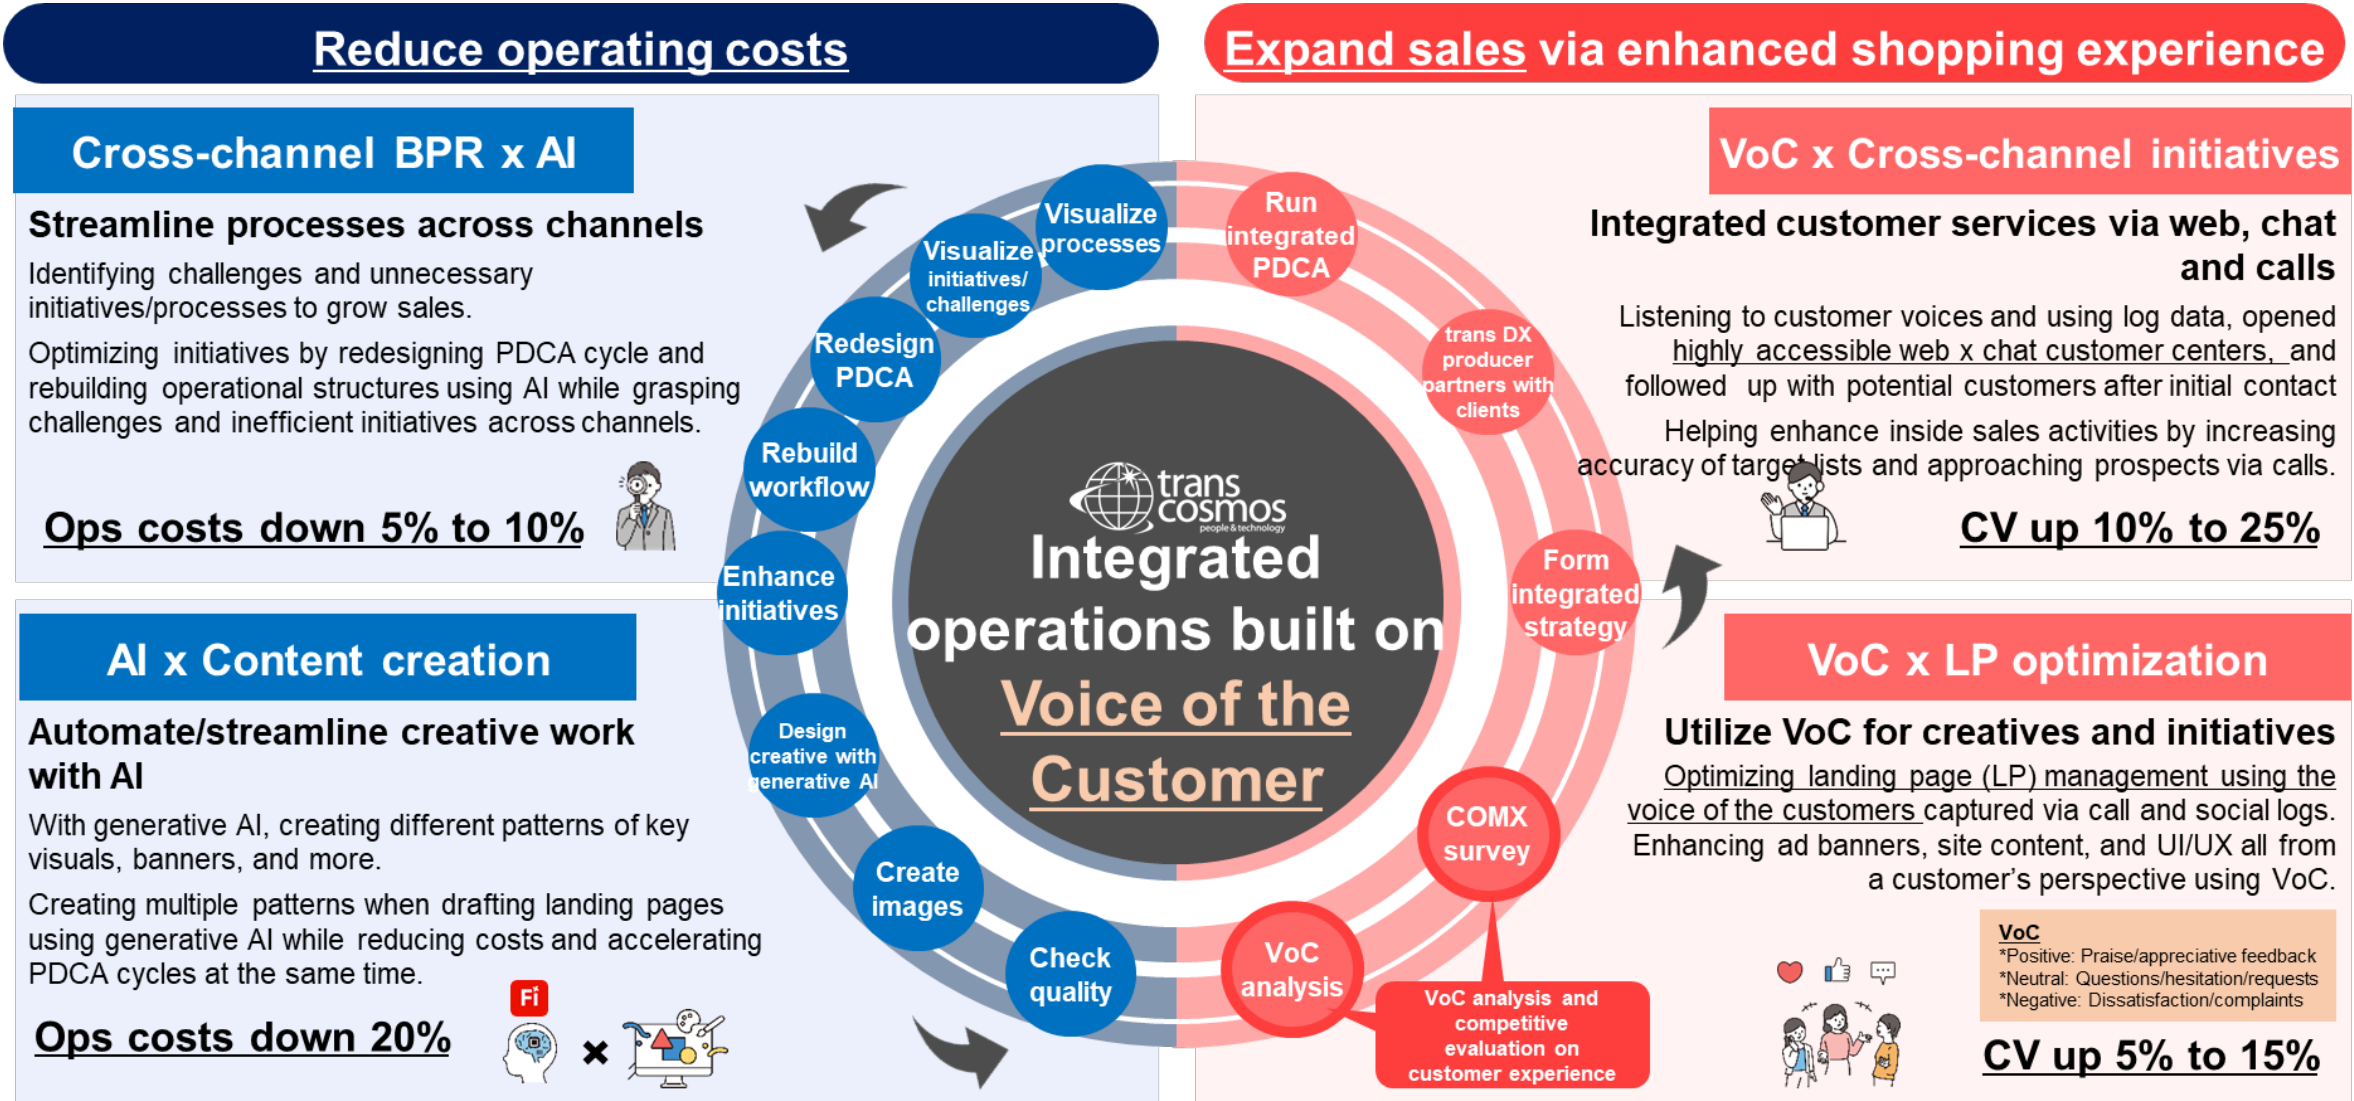 Reduce operating costs
Expand sales via enhanced shopping experience
Cross-channel BPR x AI
Streamline processes across channels
Identifying challenges and unnecessary
initiatives/processes to grow sales.
Optimizing initiatives by redesigning PDCA cycle and
rebuilding operational structures using AI while grasping
challenges and inefficient initiatives across channels.
Ops costs down 5% to 10%
AI x Content creation
Automate/streamline creative work
with AI
With generative AI, creating different patterns of key
visuals, banners, and more.
Creating multiple patterns when drafting landing pages
using generative AI while reducing costs and accelerating
PDCA cycles at the same time.
Ops costs down 20%
Fi
Visualize
processes
Visualize
initiatives/
challenges
Redesign
PDCA
Rebuild
workflow
Enhance
initiatives
Design
creative with
generative AI
Create
images
Check
quality
trans
cosmos
people & technology
Integrated
operations built on
Voice of the
Customer
Run
integrated
PDCA
trans DX
producer
partners with
clients
Form
integrated
strategy
COMX
survey
VoC
analysis
VoC analysis and
competitive
evaluation on
customer experience
VoC x Cross-channel initiatives
Integrated customer services via web, chat
and calls
Listening to customer voices and using log data, opened
highly accessible web x chat customer centers, and
followed up with potential customers after initial contact
Helping enhance inside sales activities by increasing
accuracy of target lists and approaching prospects via calls.
CV up 10% to 25%
VoC x LP optimization
Utilize VoC for creatives and initiatives
Optimizing landing page (LP) management using the
voice of the customers captured via call and social logs.
Enhancing ad banners, site content, and UI/UX all from
a customer's perspective using VoC.
VoC
*Positive: Praise/appreciative feedback
*Neutral: Questions/hesitation/requests
*Negative: Dissatisfaction/complaints
CV up 5% to 15%